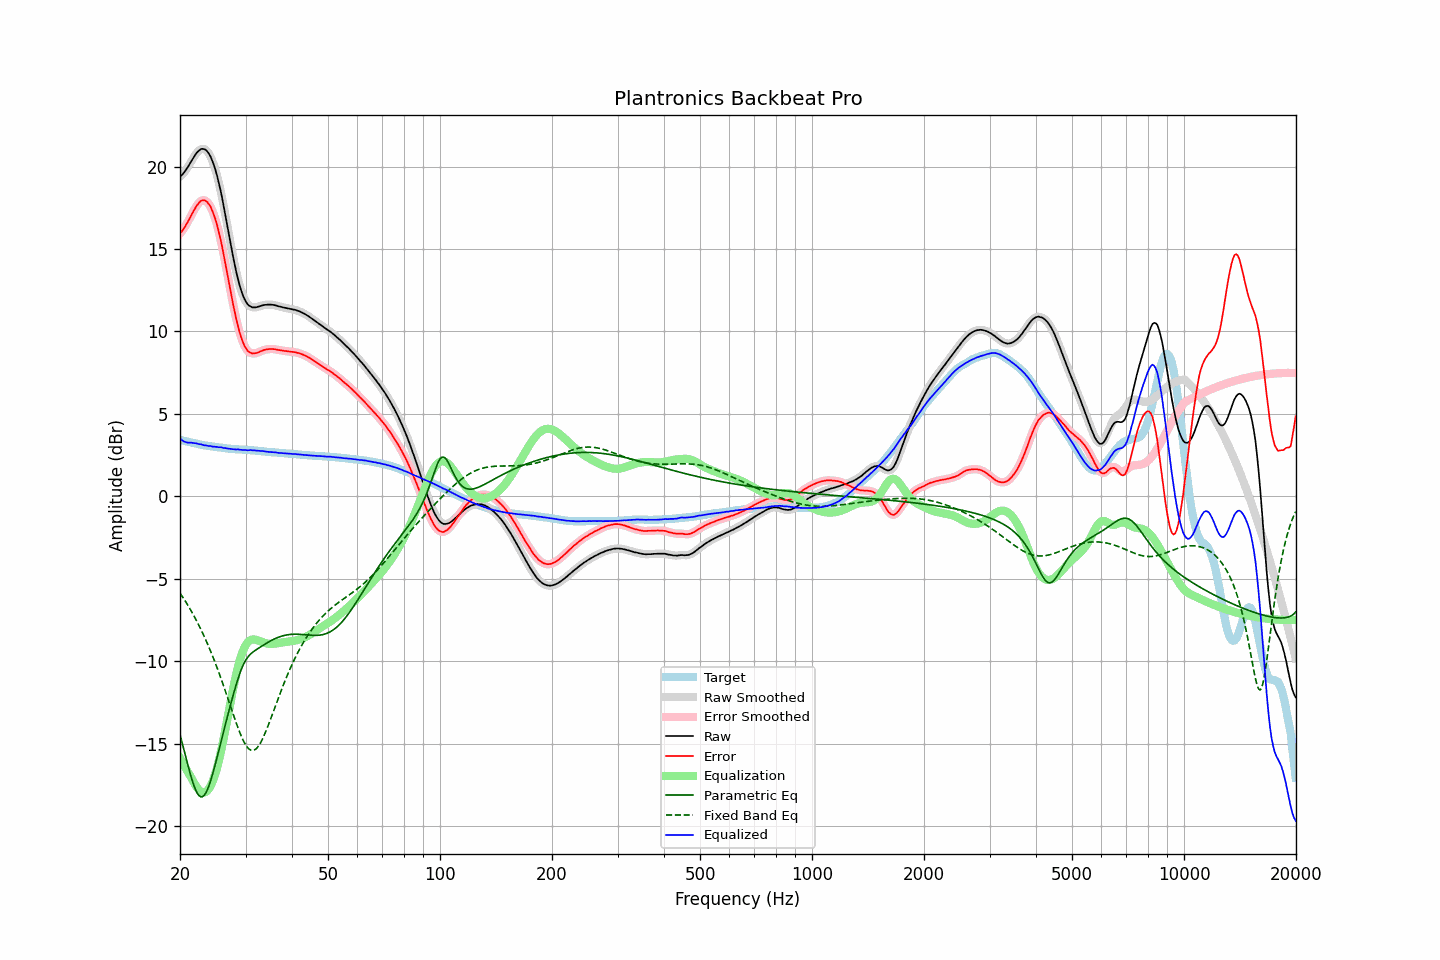 Plantronics Backbeat Pro
Amplitude (dBr)
20
15
10
5
0
−5
−10
−15
−20
Target
Raw Smoothed
Error Smoothed
Raw
Error
Equalization
Parametric Eq
Fixed Band Eq
Equalized
20 50 100 200 500 1000 2000 5000 10000 20000
Frequency (Hz)